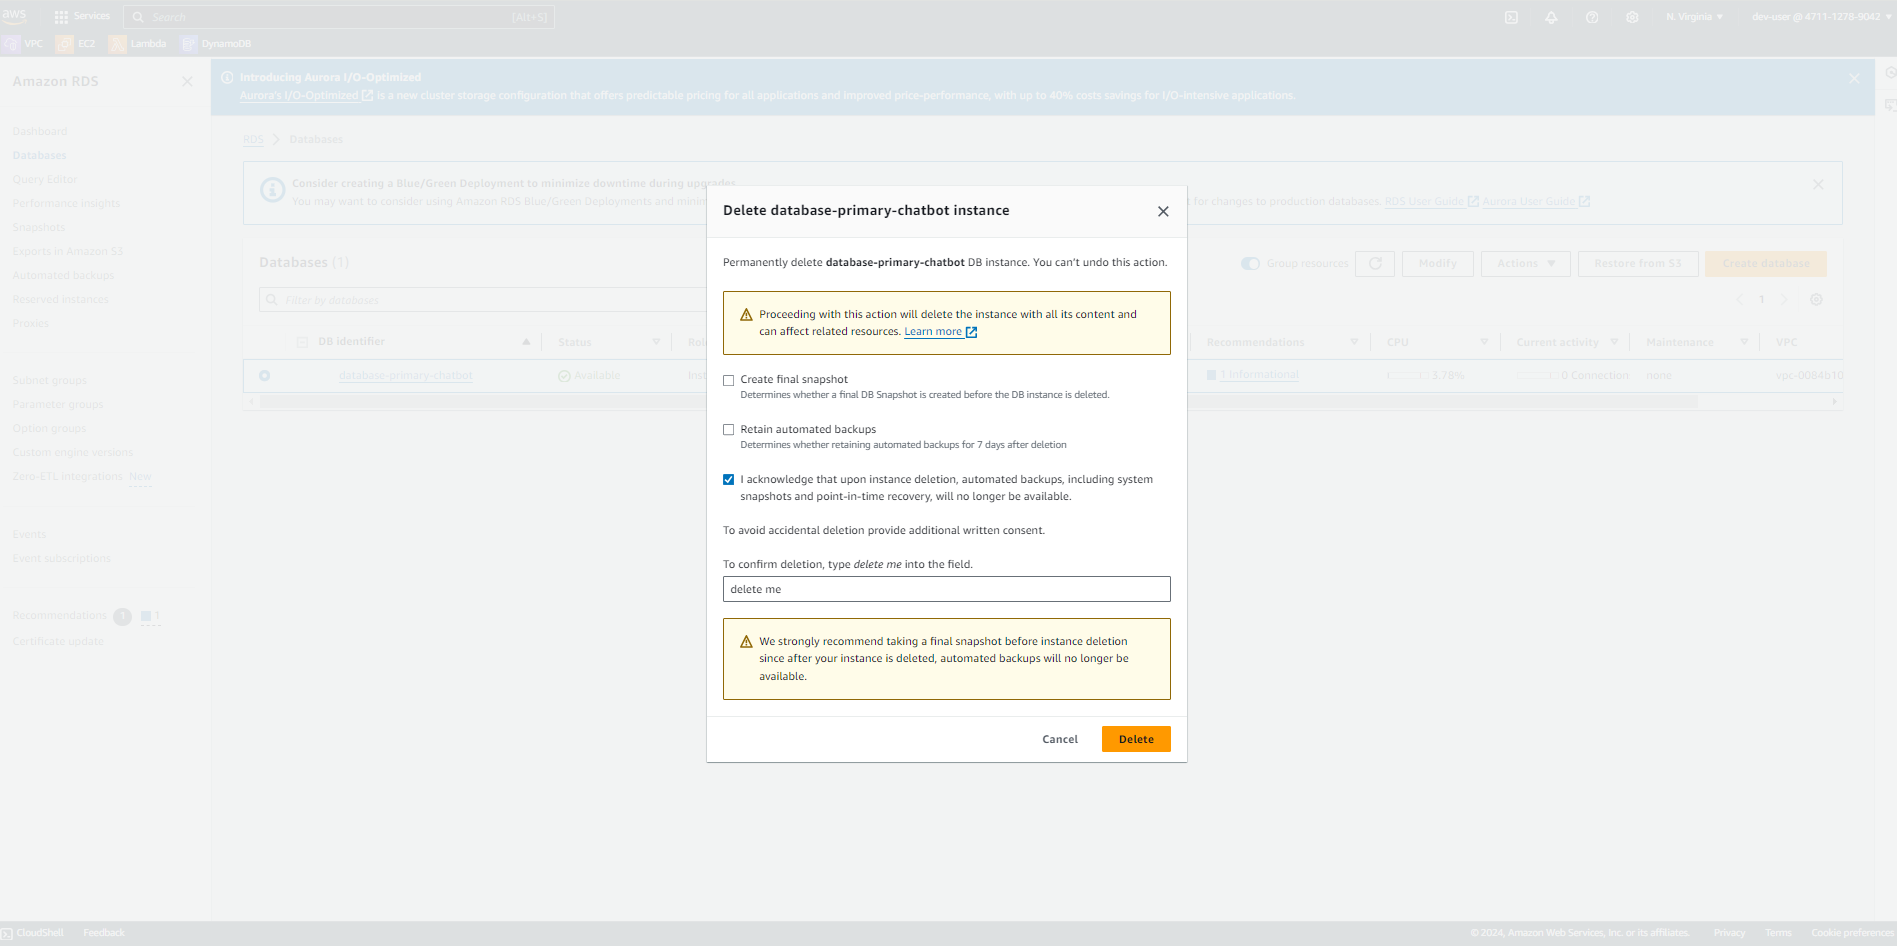 aws
Services
Search
[Alt+S]
N. Virginia
dev-user @ 4711-1278-9042
VPC
EC2
Lambda
DynamoDB
Amazon RDS
Dashboard
Databases
Query Editor
Performance insights
Snapshots
Exports in Amazon S3
Automated backups
Reserved instances
Proxies
Subnet groups
Parameter groups
Option groups
Custom engine versions
Zero-ETL integrations New
Events
Event subscriptions
Recommendations 1 1
Certificate update
Introducing Aurora I/O-Optimized
Aurora's I/O-Optimized is a new cluster storage configuration that offers predictable pricing for all applications and improved price-performance, with up to 40% costs savings for I/O-intensive applications.
RDS
Databases
Consider creating a Blue/Green Deployment to minimize downtime during upgrades
You may want to consider using Amazon RDS Blue/Green Deployments and
for changes to production databases. RDS User Guide Aurora User Guide
Databases (1)
Group resources
Modify
Actions
Restore from S3
Create database
Filter by databases
1
DB identifier
Status
Recommendations
CPU
Current activity
Maintenance
VPC
database-primary-chatbot
Available
1 Informational
3.78%
0 Connection
none
vpc-0084b10
Delete database-primary-chatbot instance
Permanently delete database-primary-chatbot DB instance. You can't undo this action.
Proceeding with this action will delete the instance with all its content and
can affect related resources. Learn more
Create final snapshot
Determines whether a final DB Snapshot is created before the DB instance is deleted.
Retain automated backups
Determines whether retaining automated backups for 7 days after deletion
I acknowledge that upon instance deletion, automated backups, including system
snapshots and point-in-time recovery, will no longer be available.
To avoid accidental deletion provide additional written consent.
To confirm deletion, type delete me into the field.
delete me
We strongly recommend taking a final snapshot before instance deletion
since after your instance is deleted, automated backups will no longer be
available.
Cancel
Delete
CloudShell
Feedback
© 2024, Amazon Web Services, Inc. or its affiliates.
Privacy
Terms
Cookie preferences